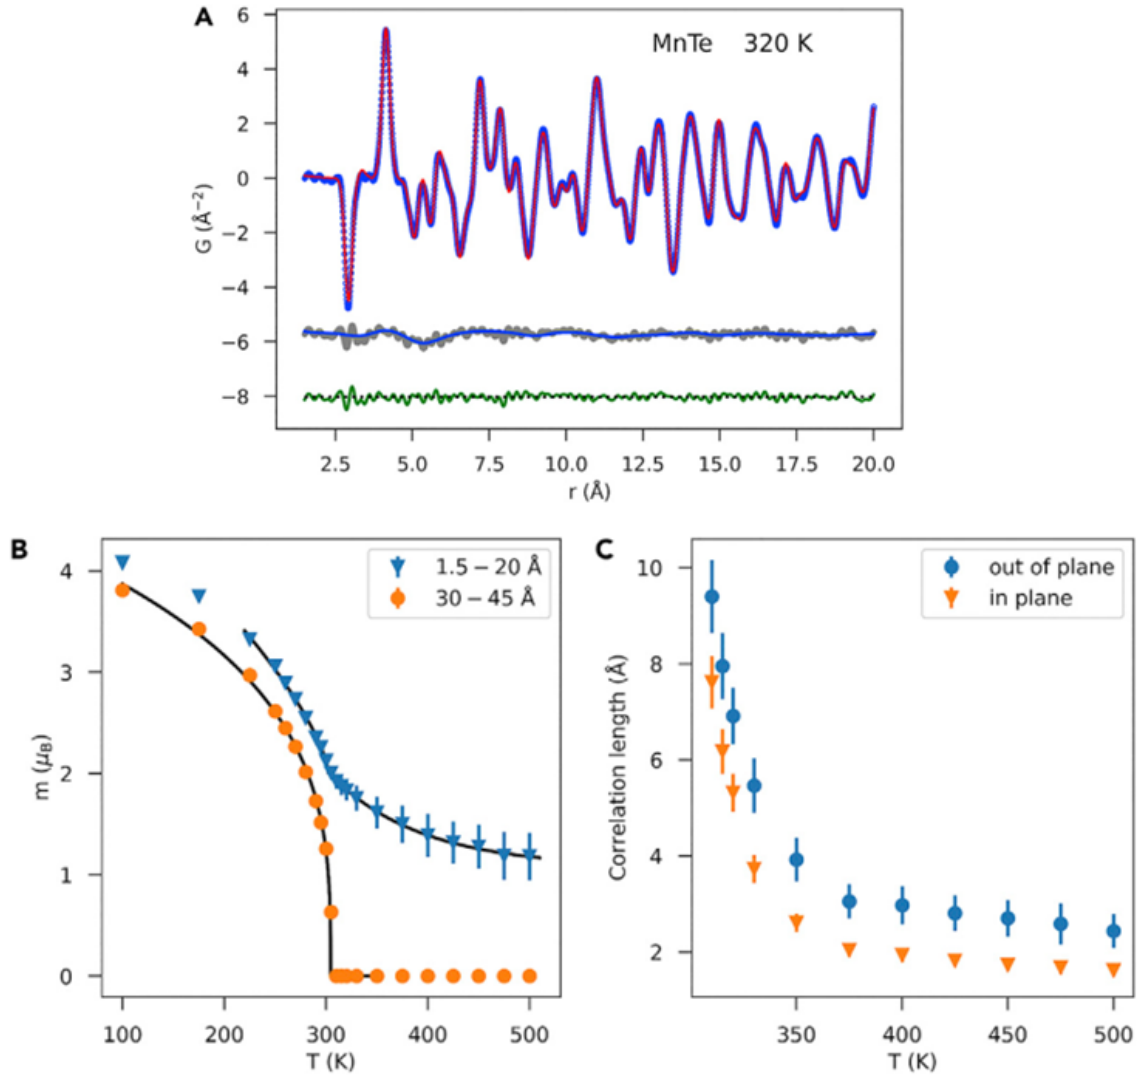 A
MnTe 320 K
6
4
2
0
−2
−4
−6
−8
G (Å⁻²)
2.5 5.0 7.5 10.0 12.5 15.0 17.5 20.0
r (Å)
B
1.5 − 20 Å
30 − 45 Å
4
3
2
1
0
m (μ_B)
100 200 300 400 500
T (K)
C
out of plane
in plane
10
8
6
4
2
Correlation length (Å)
350 400 450 500
T (K)